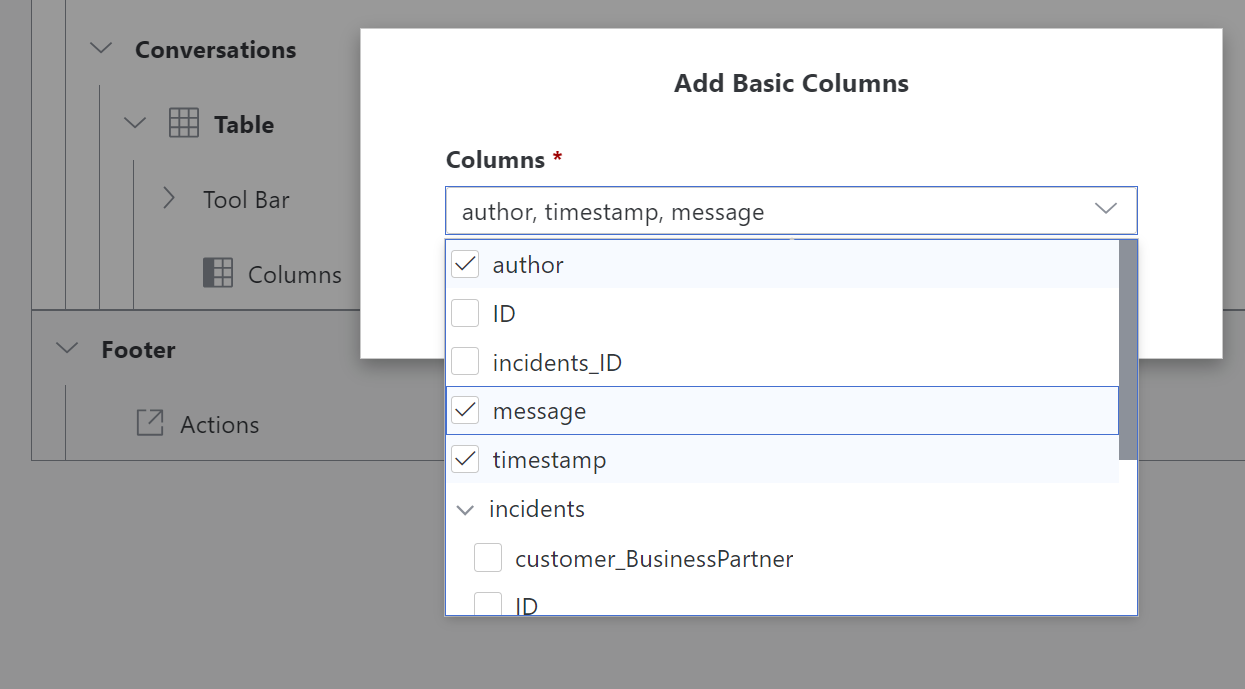 Conversations
Table
Tool Bar
Columns
Footer
Actions
Add Basic Columns
Columns *
author, timestamp, message
author
ID
incidents_ID
message
timestamp
incidents
customer_BusinessPartner
ID